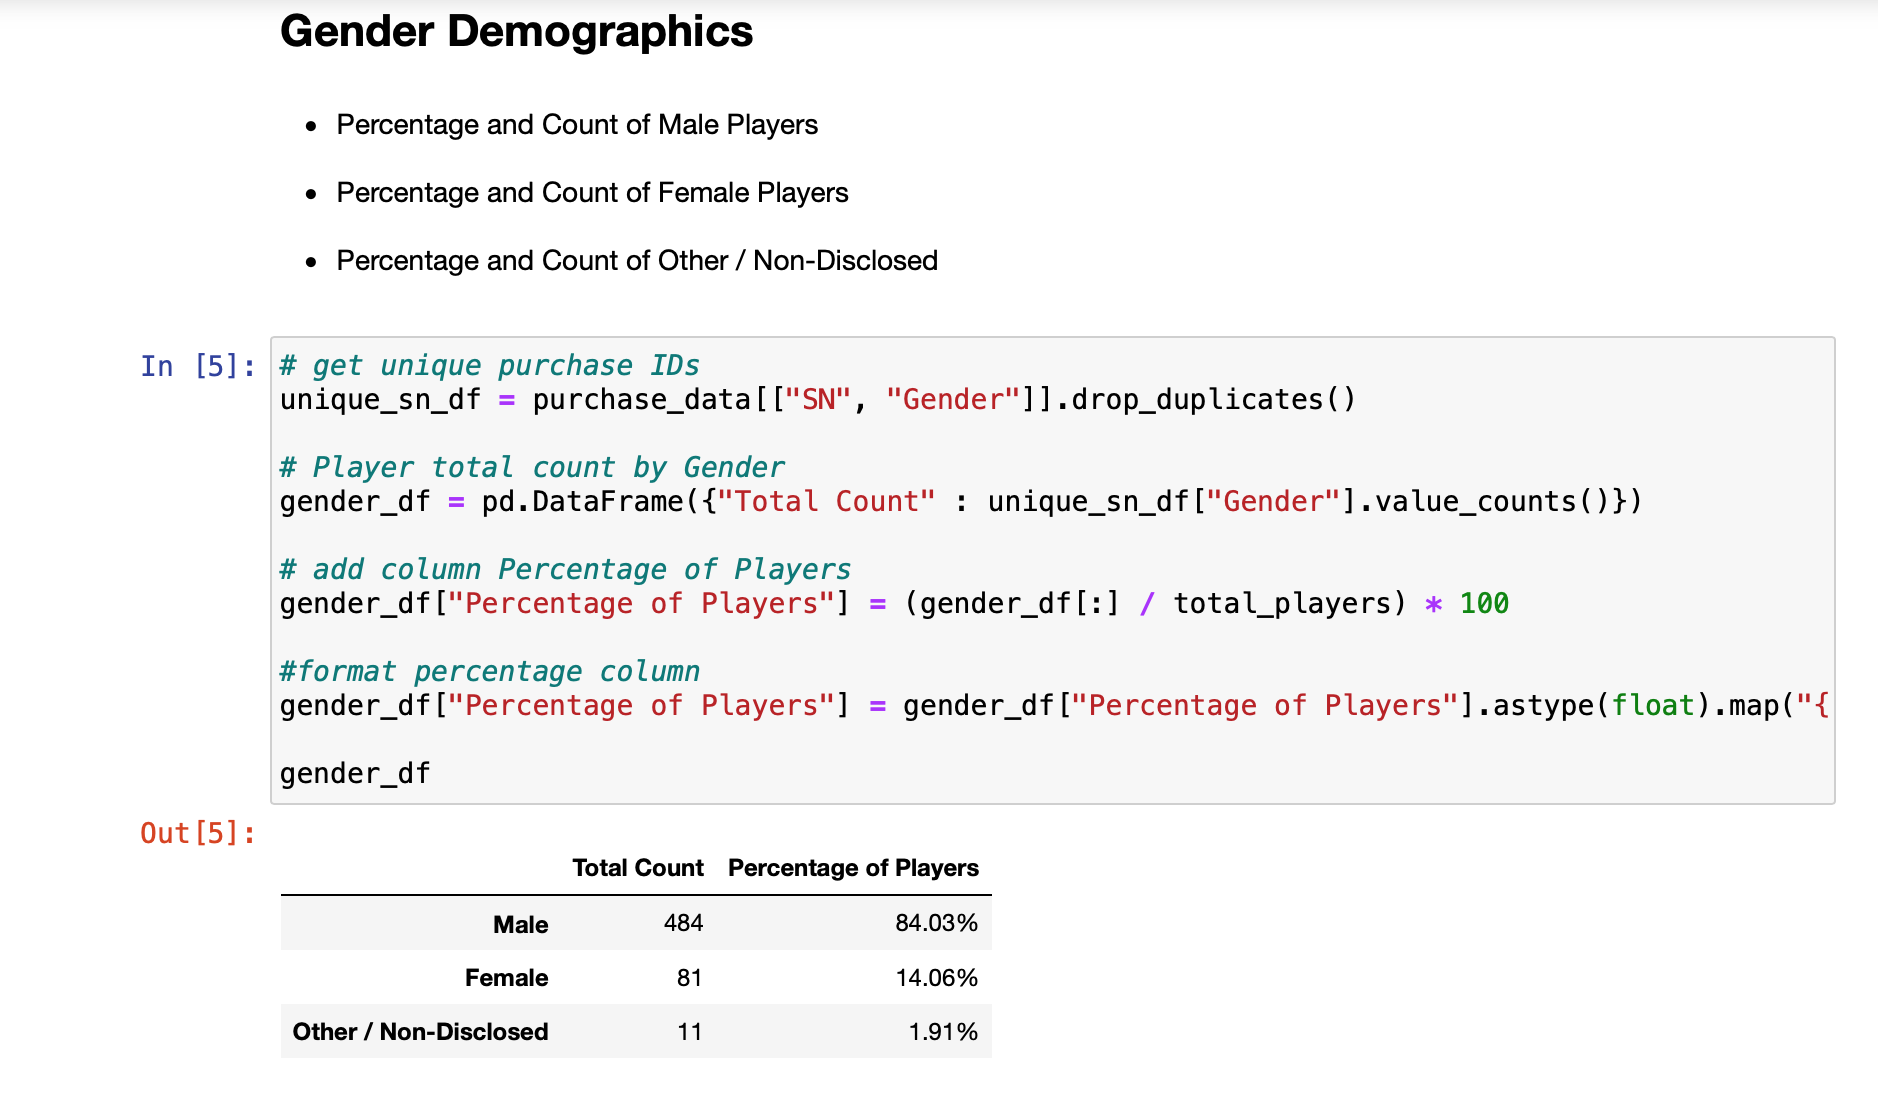 Gender Demographics
Percentage and Count of Male Players
Percentage and Count of Female Players
Percentage and Count of Other / Non-Disclosed
In [5]:
# get unique purchase IDs
unique_sn_df = purchase_data[["SN", "Gender"]].drop_duplicates()
# Player total count by Gender
gender_df = pd.DataFrame({"Total Count" : unique_sn_df["Gender"].value_counts()})
# add column Percentage of Players
gender_df["Percentage of Players"] = (gender_df[:] / total_players) * 100
#format percentage column
gender_df["Percentage of Players"] = gender_df["Percentage of Players"].astype(float).map("{
gender_df
Out[5]:
Total Count Percentage of Players
Male 484 84.03%
Female 81 14.06%
Other / Non-Disclosed 11 1.91%